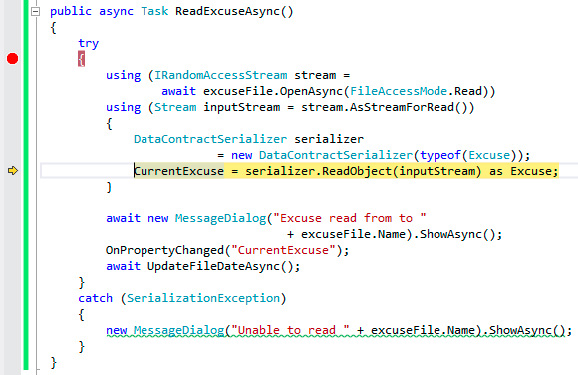 public async Task ReadExcuseAsync()
{
try
{
using (IRandomAccessStream stream =
await excuseFile.OpenAsync(FileAccessMode.Read))
using (Stream inputStream = stream.AsStreamForRead())
{
DataContractSerializer serializer
= new DataContractSerializer(typeof(Excuse));
CurrentExcuse = serializer.ReadObject(inputStream) as Excuse;
}
await new MessageDialog("Excuse read from to "
+ excuseFile.Name).ShowAsync();
OnPropertyChanged("CurrentExcuse");
await UpdateFileDateAsync();
}
catch (SerializationException)
{
new MessageDialog("Unable to read " + excuseFile.Name).ShowAsync();
}
}